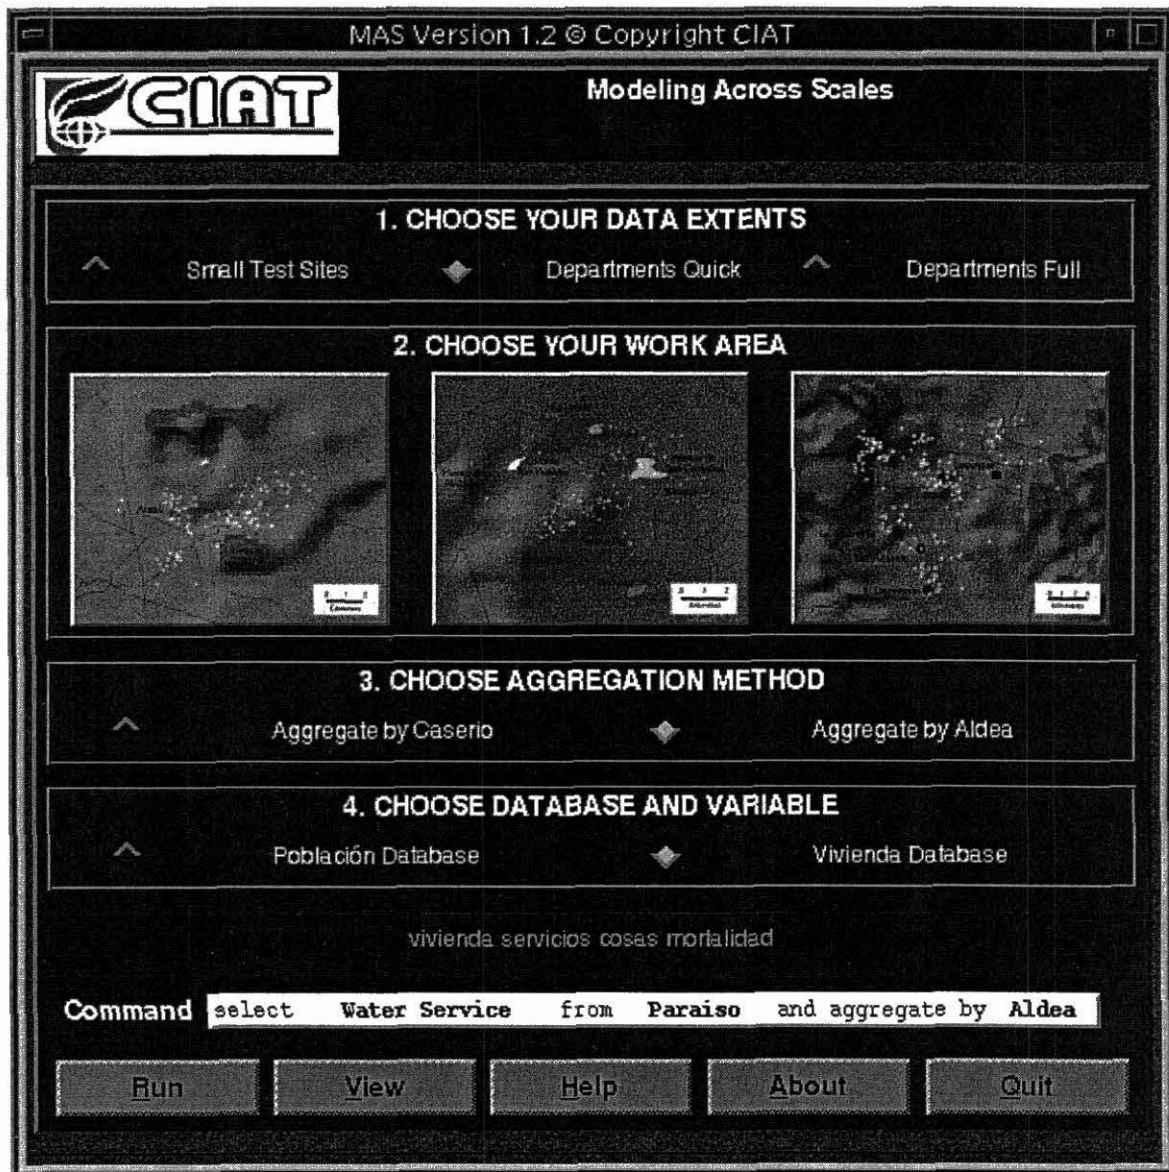 MAS Version 1.2 © Copyright CIAT
CIAT
Modeling Across Scales
1. CHOOSE YOUR DATA EXTENTS
Small Test Sites Departments Quick Departments Full
2. CHOOSE YOUR WORK AREA
3. CHOOSE AGGREGATION METHOD
Aggregate by Caserio Aggregate by Aldea
4. CHOOSE DATABASE AND VARIABLE
Población Database Vivienda Database
vivienda servicios cosas mortalidad
Command select Water Service from Paraiso and aggregate by Aldea
Run View Help About Quit